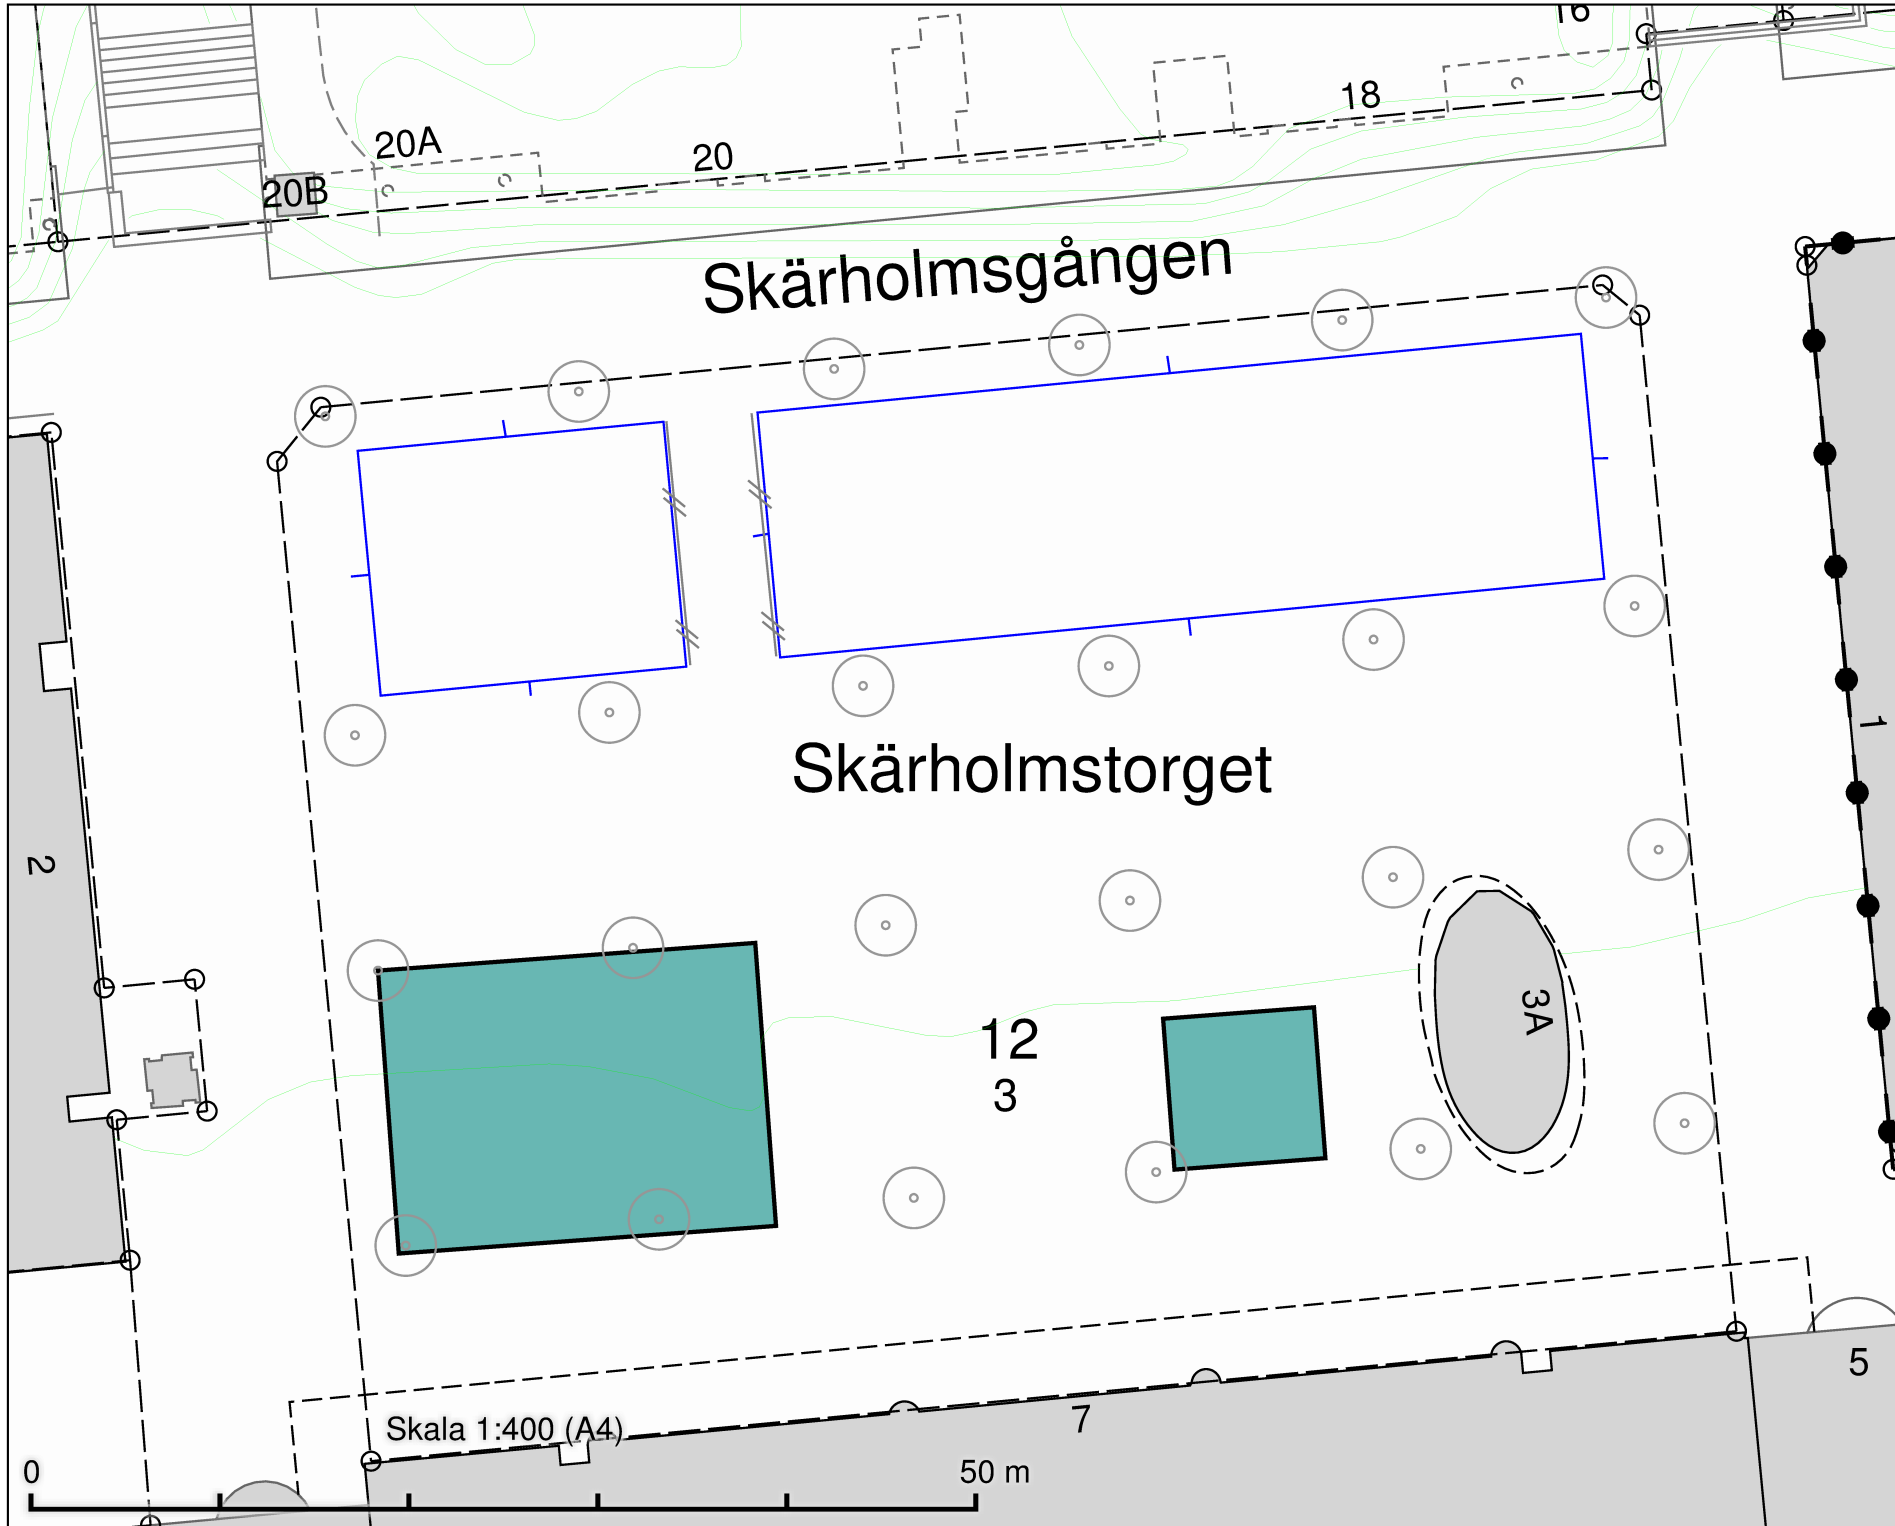 16
18
20A
20
20B
Skärholmsgången
1
Skärholmstorget
2
3A
12
3
5
7
Skala 1:400 (A4)
0
50 m